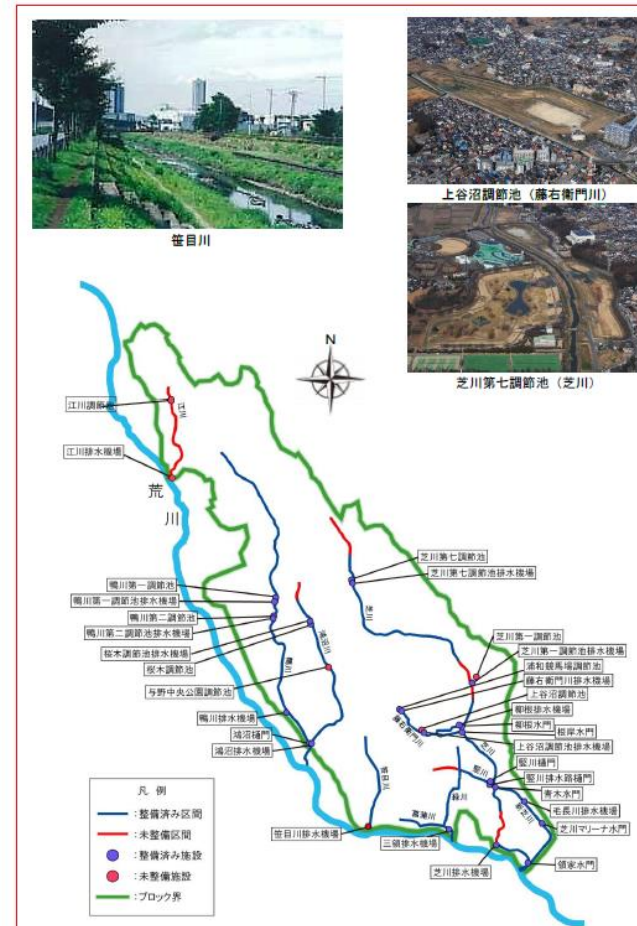 笹目川
上谷沼調節池（藤右衛門川）
芝川第七調節池（芝川）
N
江川調節池
江川
江川排水機場
荒
川
芝川第七調節池
芝川第七調節池排水機場
芝川
鴨川第一調節池
鴨川第一調節池排水機場
鴨川第二調節池
鴨川第二調節池排水機場
桜木調節池排水機場
桜木調節池
与野中央公園調節池
鴻沼川
鴨川
鴨川排水機場
鴻沼樋門
鴻沼排水機場
芝川第一調節池
芝川第一調節池排水機場
浦和競馬場調節池
藤右衛門川排水機場
上谷沼調節池
柳根排水機場
柳根水門
根岸水門
上谷沼調節池排水機場
藤右衛門川
芝川
竪川
竪川樋門
竪川排水路樋門
青木水門
毛長川排水機場
芝川マリーナ水門
新芝川
領家水門
笹目川
菖蒲川
緑川
笹目川排水機場
三領排水機場
芝川排水機場
凡 例
：整備済み区間
：未整備区間
：整備済み施設
：未整備施設
：ブロック界